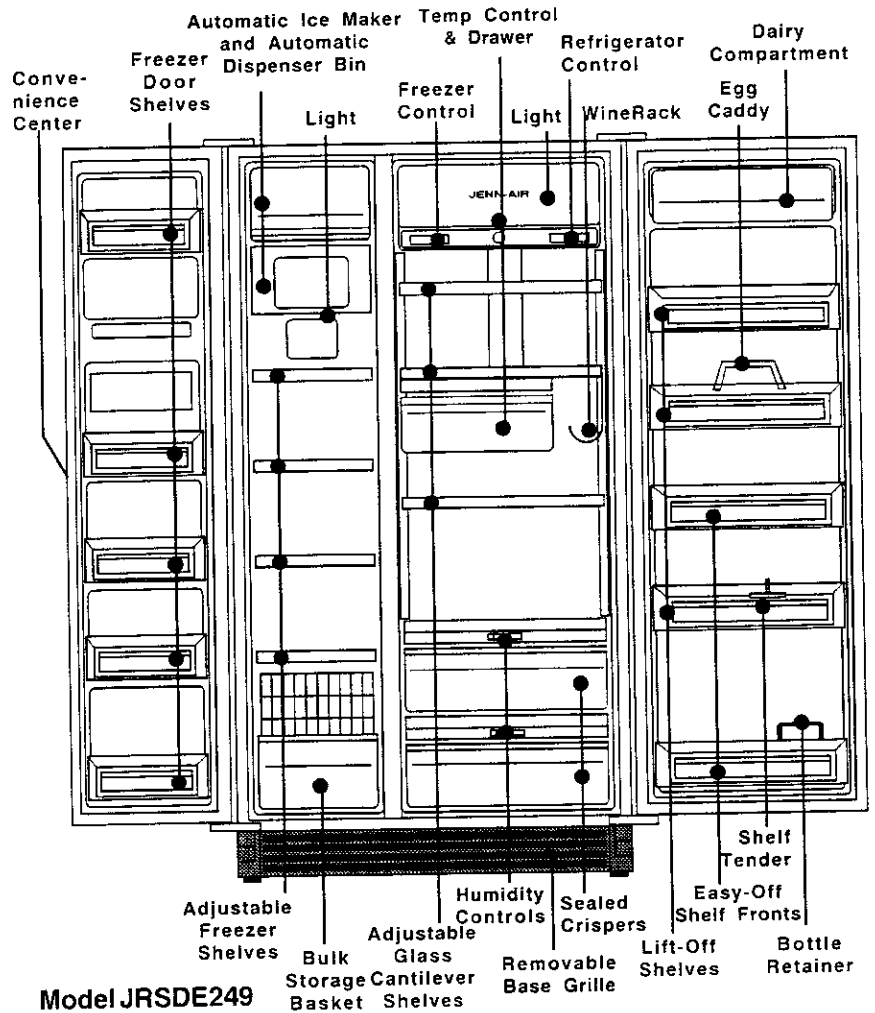 Automatic Ice Maker
and Automatic
Dispenser Bin
Temp Control
& Drawer
Refrigerator
Control
Dairy
Compartment
Conve-
nience
Center
Freezer
Door
Shelves
Light
Freezer
Control
Light
WineRack
Egg
Caddy
JENN-AIR
Shelf
Tender
Adjustable
Freezer
Shelves
Bulk
Storage
Basket
Adjustable
Glass
Cantilever
Shelves
Humidity
Controls
Removable
Base Grille
Sealed
Crispers
Easy-Off
Shelf Fronts
Lift-Off
Shelves
Bottle
Retainer
Model JRSDE249